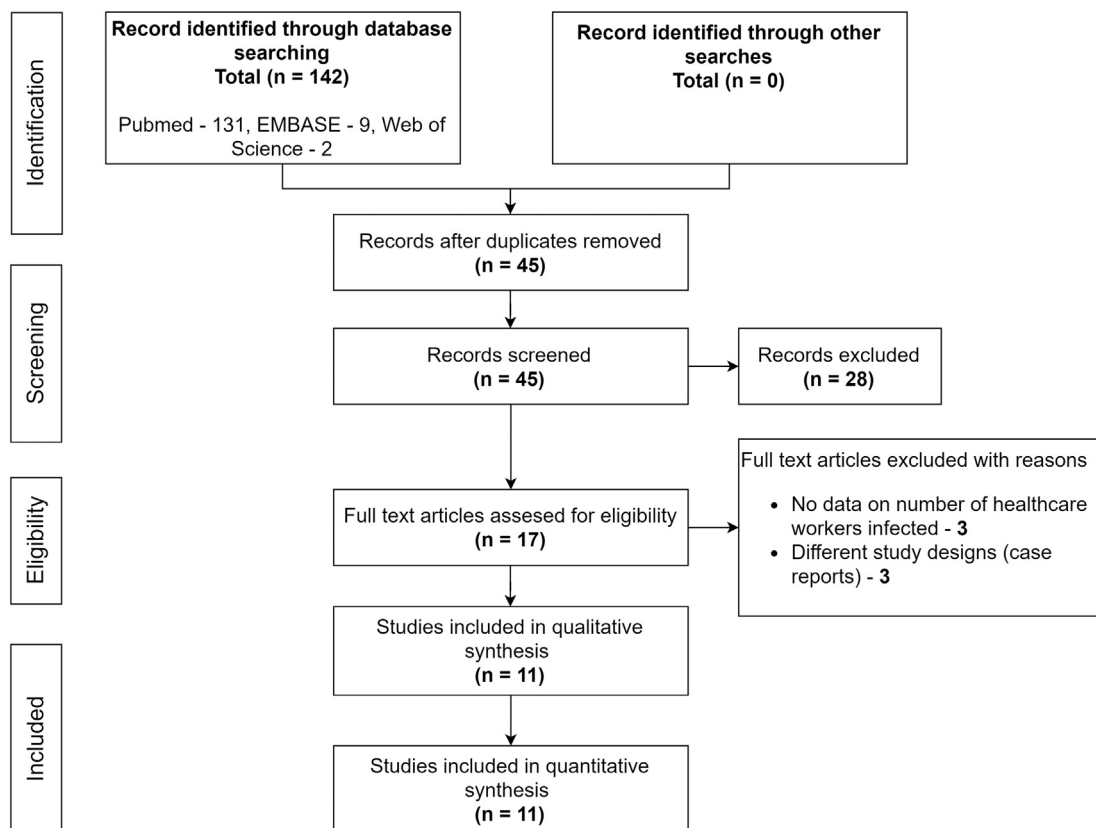 Identification
Record identified through database
searching
Total (n = 142)
Pubmed - 131, EMBASE - 9, Web of
Science - 2
Record identified through other
searches
Total (n = 0)
Records after duplicates removed
(n = 45)
Screening
Records screened
(n = 45)
Records excluded
(n = 28)
Eligibility
Full text articles assesed for eligibility
(n = 17)
Full text articles excluded with reasons
• No data on number of healthcare
workers infected - 3
• Different study designs (case
reports) - 3
Included
Studies included in qualitative
synthesis
(n = 11)
Studies included in quantitative
synthesis
(n = 11)